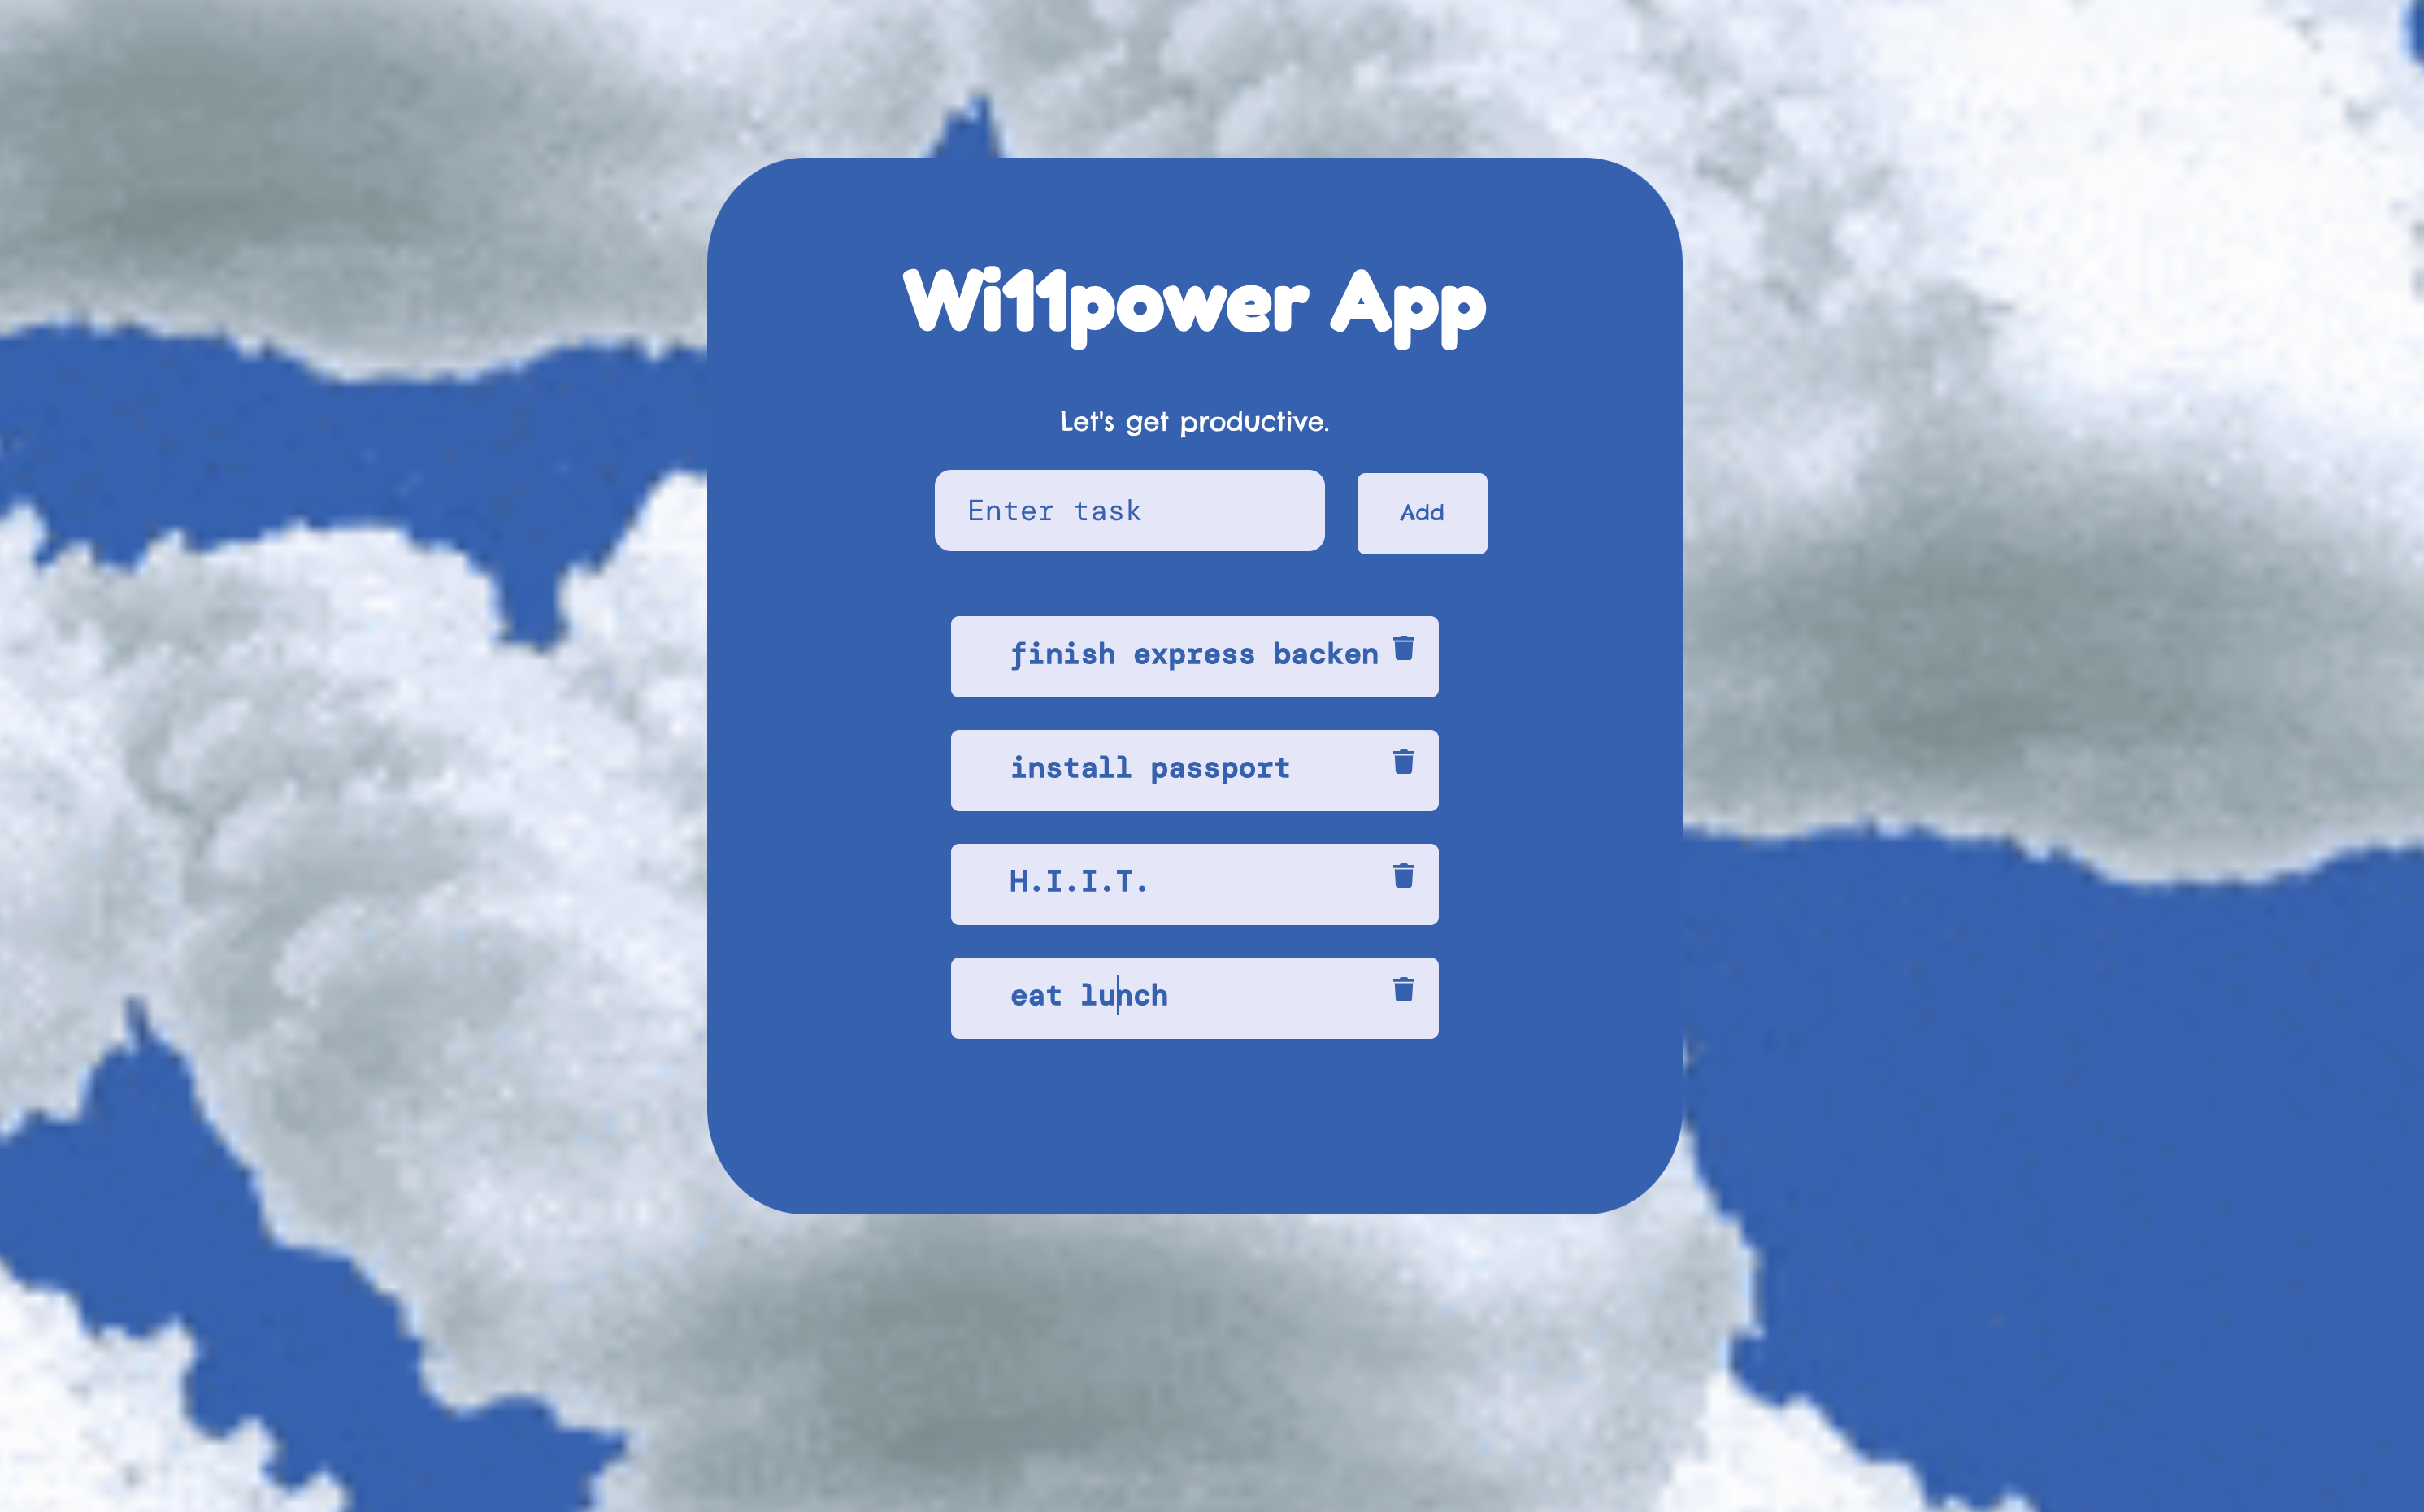 Wi11power App
Let's get productive.
Enter task
Add
finish express backen
install passport
H.I.I.T.
eat lunch